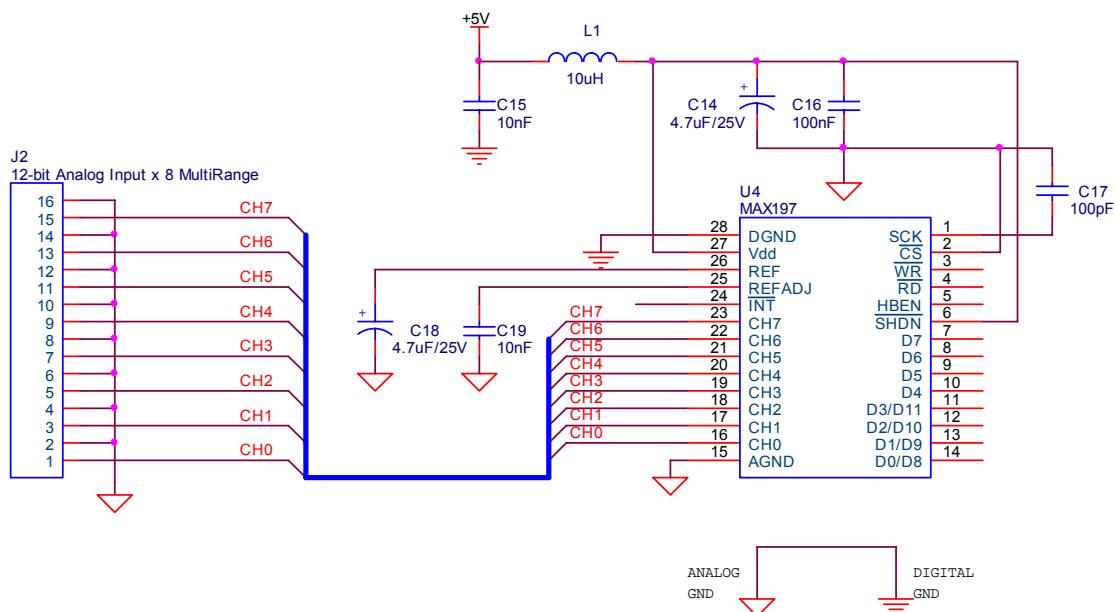 +5V
L1
10uH
C15
10nF
C14
4.7uF/25V
+
C16
100nF
C17
100pF
J2
12-bit Analog Input x 8 MultiRange
16
15
14
13
12
11
10
9
8
7
6
5
4
3
2
1
CH7
CH6
CH5
CH4
CH3
CH2
CH1
CH0
+
C18
4.7uF/25V
C19
10nF
CH7
CH6
CH5
CH4
CH3
CH2
CH1
CH0
U4
MAX197
28 DGND SCK 1
27 Vdd CS 2
26 REF WR 3
25 REFADJ RD 4
24 INT HBEN 5
23 CH7 SHDN 6
22 CH6 D7 7
21 CH5 D6 8
20 CH4 D5 9
19 CH3 D4 10
18 CH2 D3/D11 11
17 CH1 D2/D10 12
16 CH0 D1/D9 13
15 AGND D0/D8 14
ANALOG
GND
DIGITAL
GND